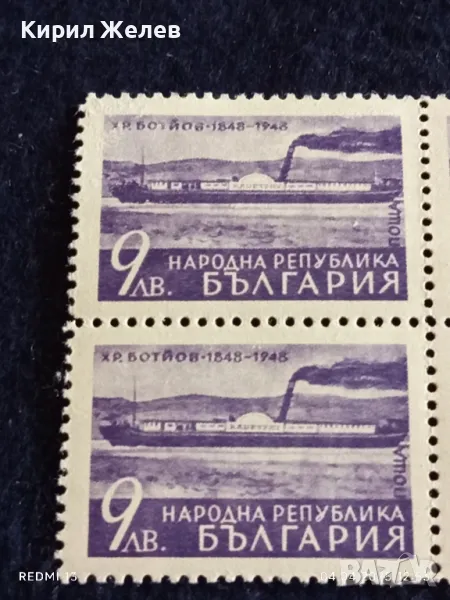 Кирил Желев
ХР. БОТЙОВ · 1848-1948
ПОЩА
9 ЛВ.
НАРОДНА РЕПУБЛИКА
БЪЛГАРИЯ
ХР. БОТЙОВ · 1848-1948
ПОЩА
9 ЛВ.
НАРОДНА РЕПУБЛИКА
БЪЛГАРИЯ
REDMI 13